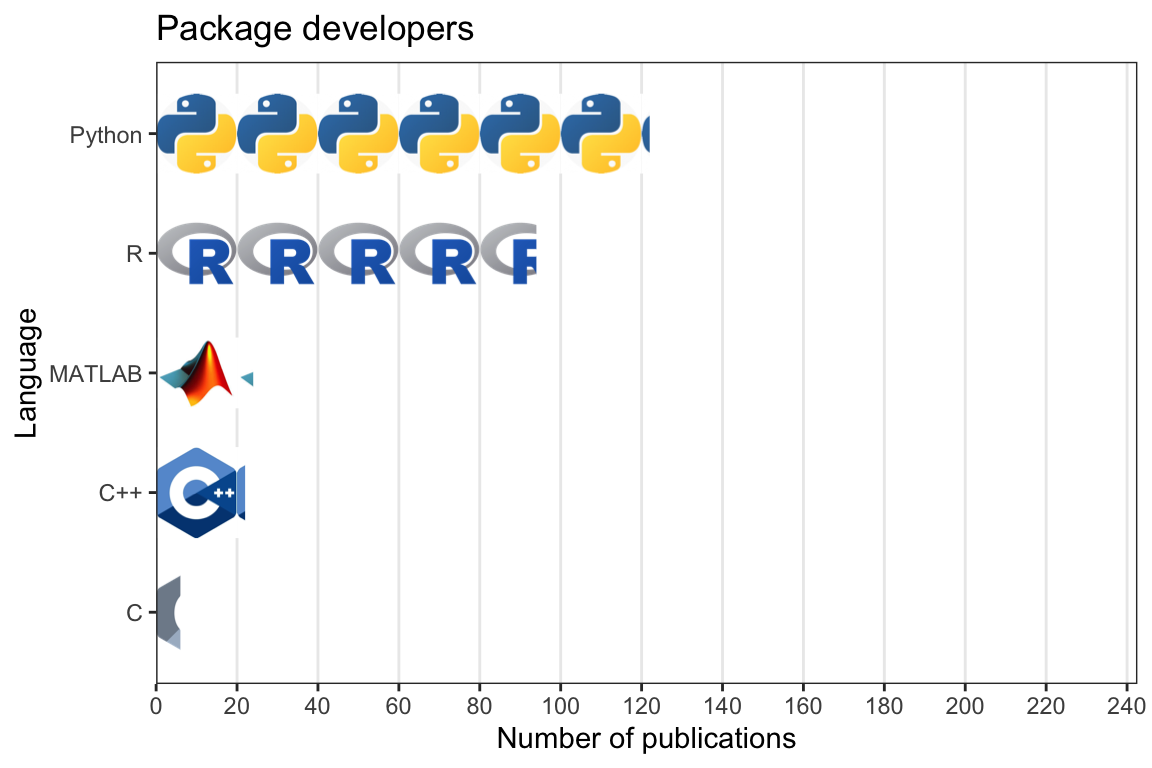 Package developers
Python
R
MATLAB
C++
C
Language
R R R R R
C++
0 20 40 60 80 100 120 140 160 180 200 220 240
Number of publications